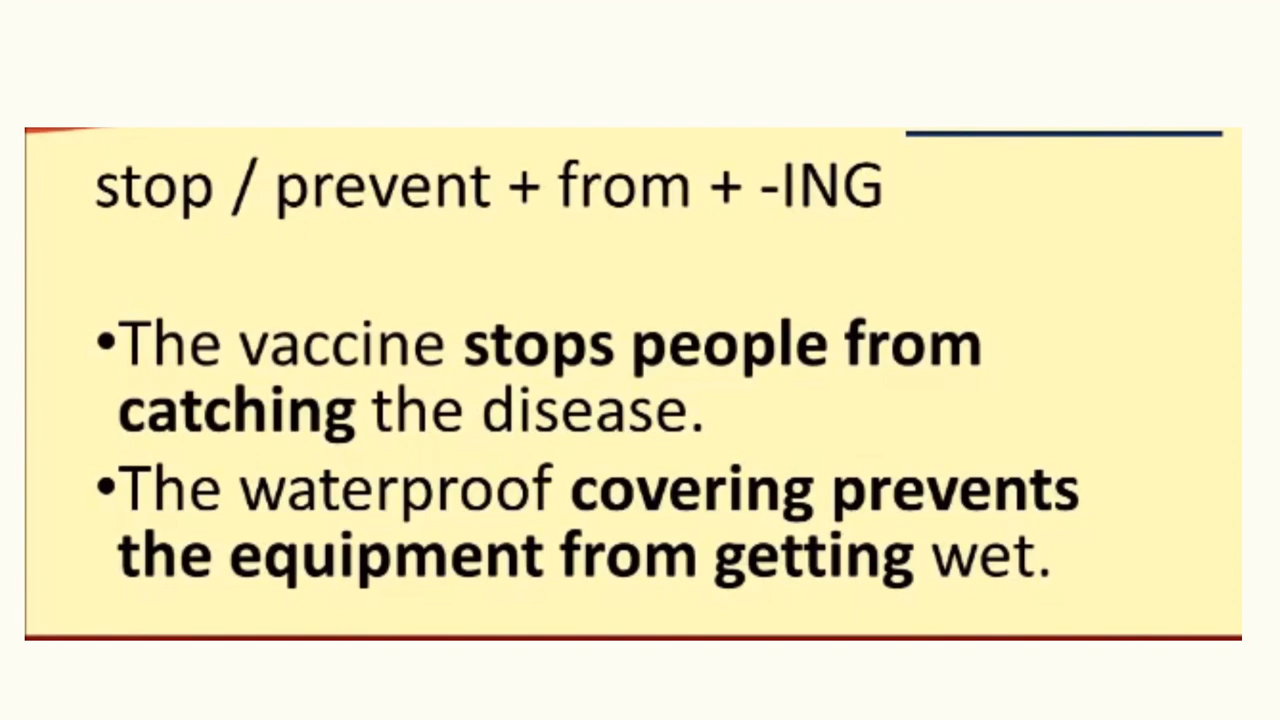 stop / prevent + from + -ING
•The vaccine stops people from
catching the disease.
•The waterproof covering prevents
the equipment from getting wet.